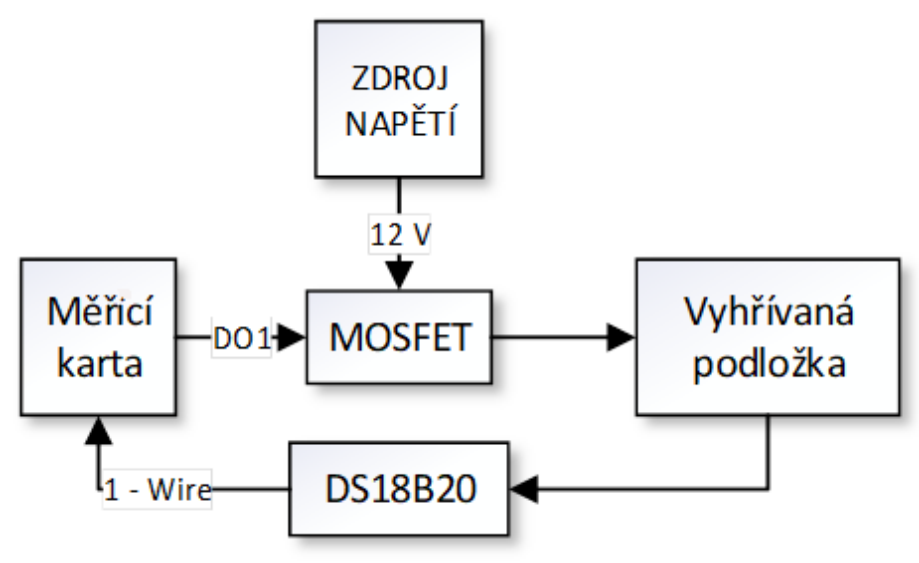 ZDROJ
NAPĚTÍ
12 V
Měřicí
karta
DO1
MOSFET
Vyhřívaná
podložka
1 - Wire
DS18B20